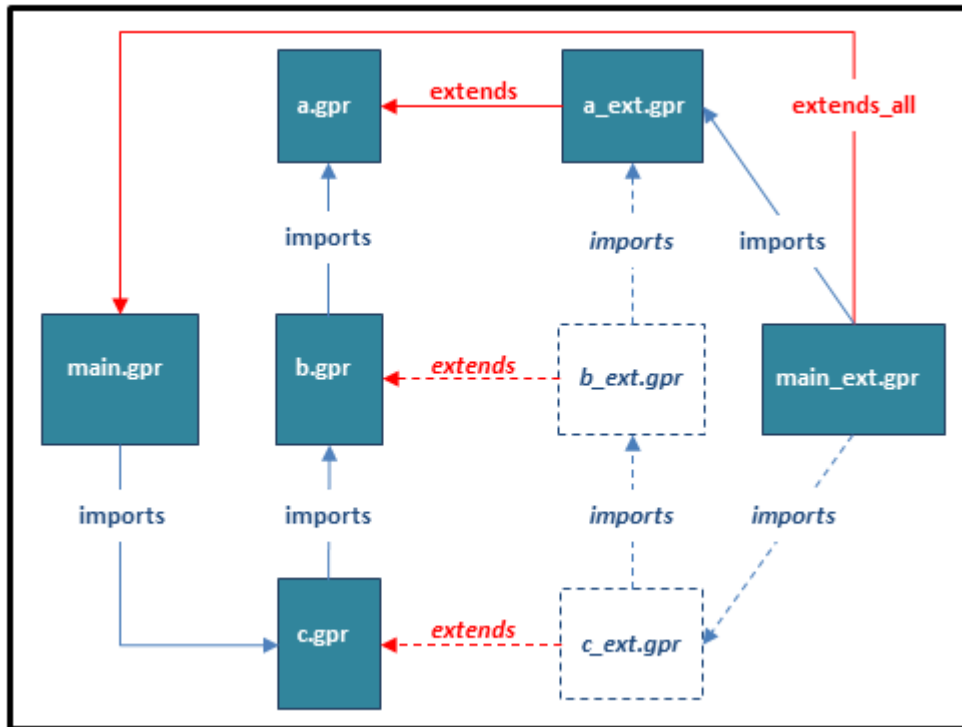 extends
a.gpr
a_ext.gpr
extends_all
imports
imports
imports
main.gpr
b.gpr
extends
b_ext.gpr
main_ext.gpr
imports
imports
imports
imports
c.gpr
extends
c_ext.gpr